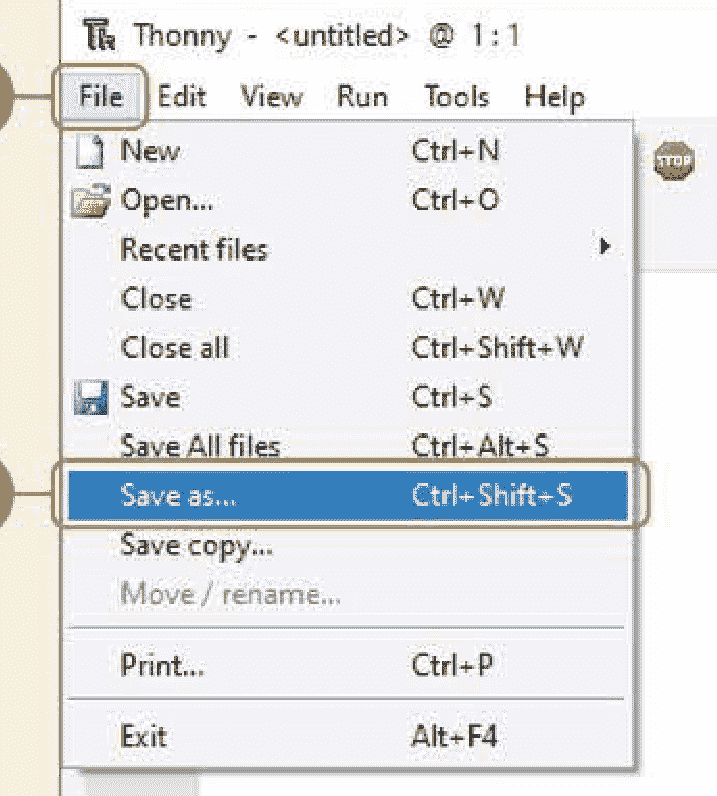 Thonny - <untitled> @ 1:1
File Edit View Run Tools Help
New Ctrl+N
STOP
Open... Ctrl+O
Recent files
Close Ctrl+W
Close all Ctrl+Shift+W
Save Ctrl+S
Save All files Ctrl+Alt+S
Save as... Ctrl+Shift+S
Save copy...
Move / rename...
Print... Ctrl+P
Exit Alt+F4